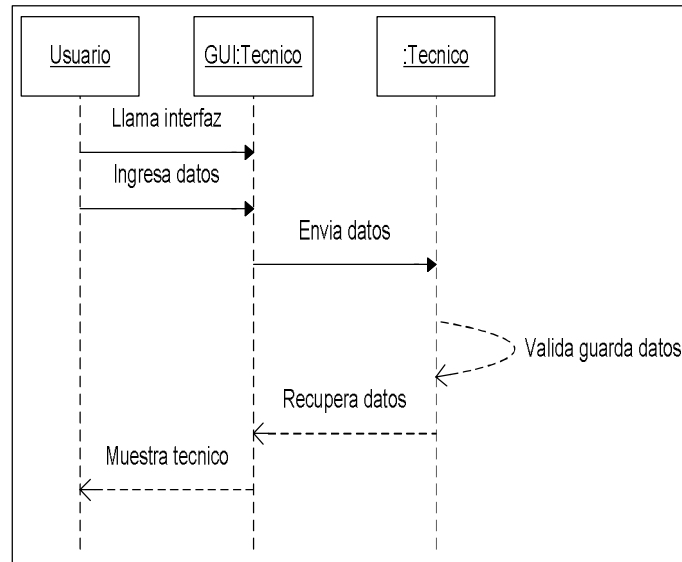 Usuario
GUI:Tecnico
:Tecnico
Llama interfaz
Ingresa datos
Envia datos
Valida guarda datos
Recupera datos
Muestra tecnico